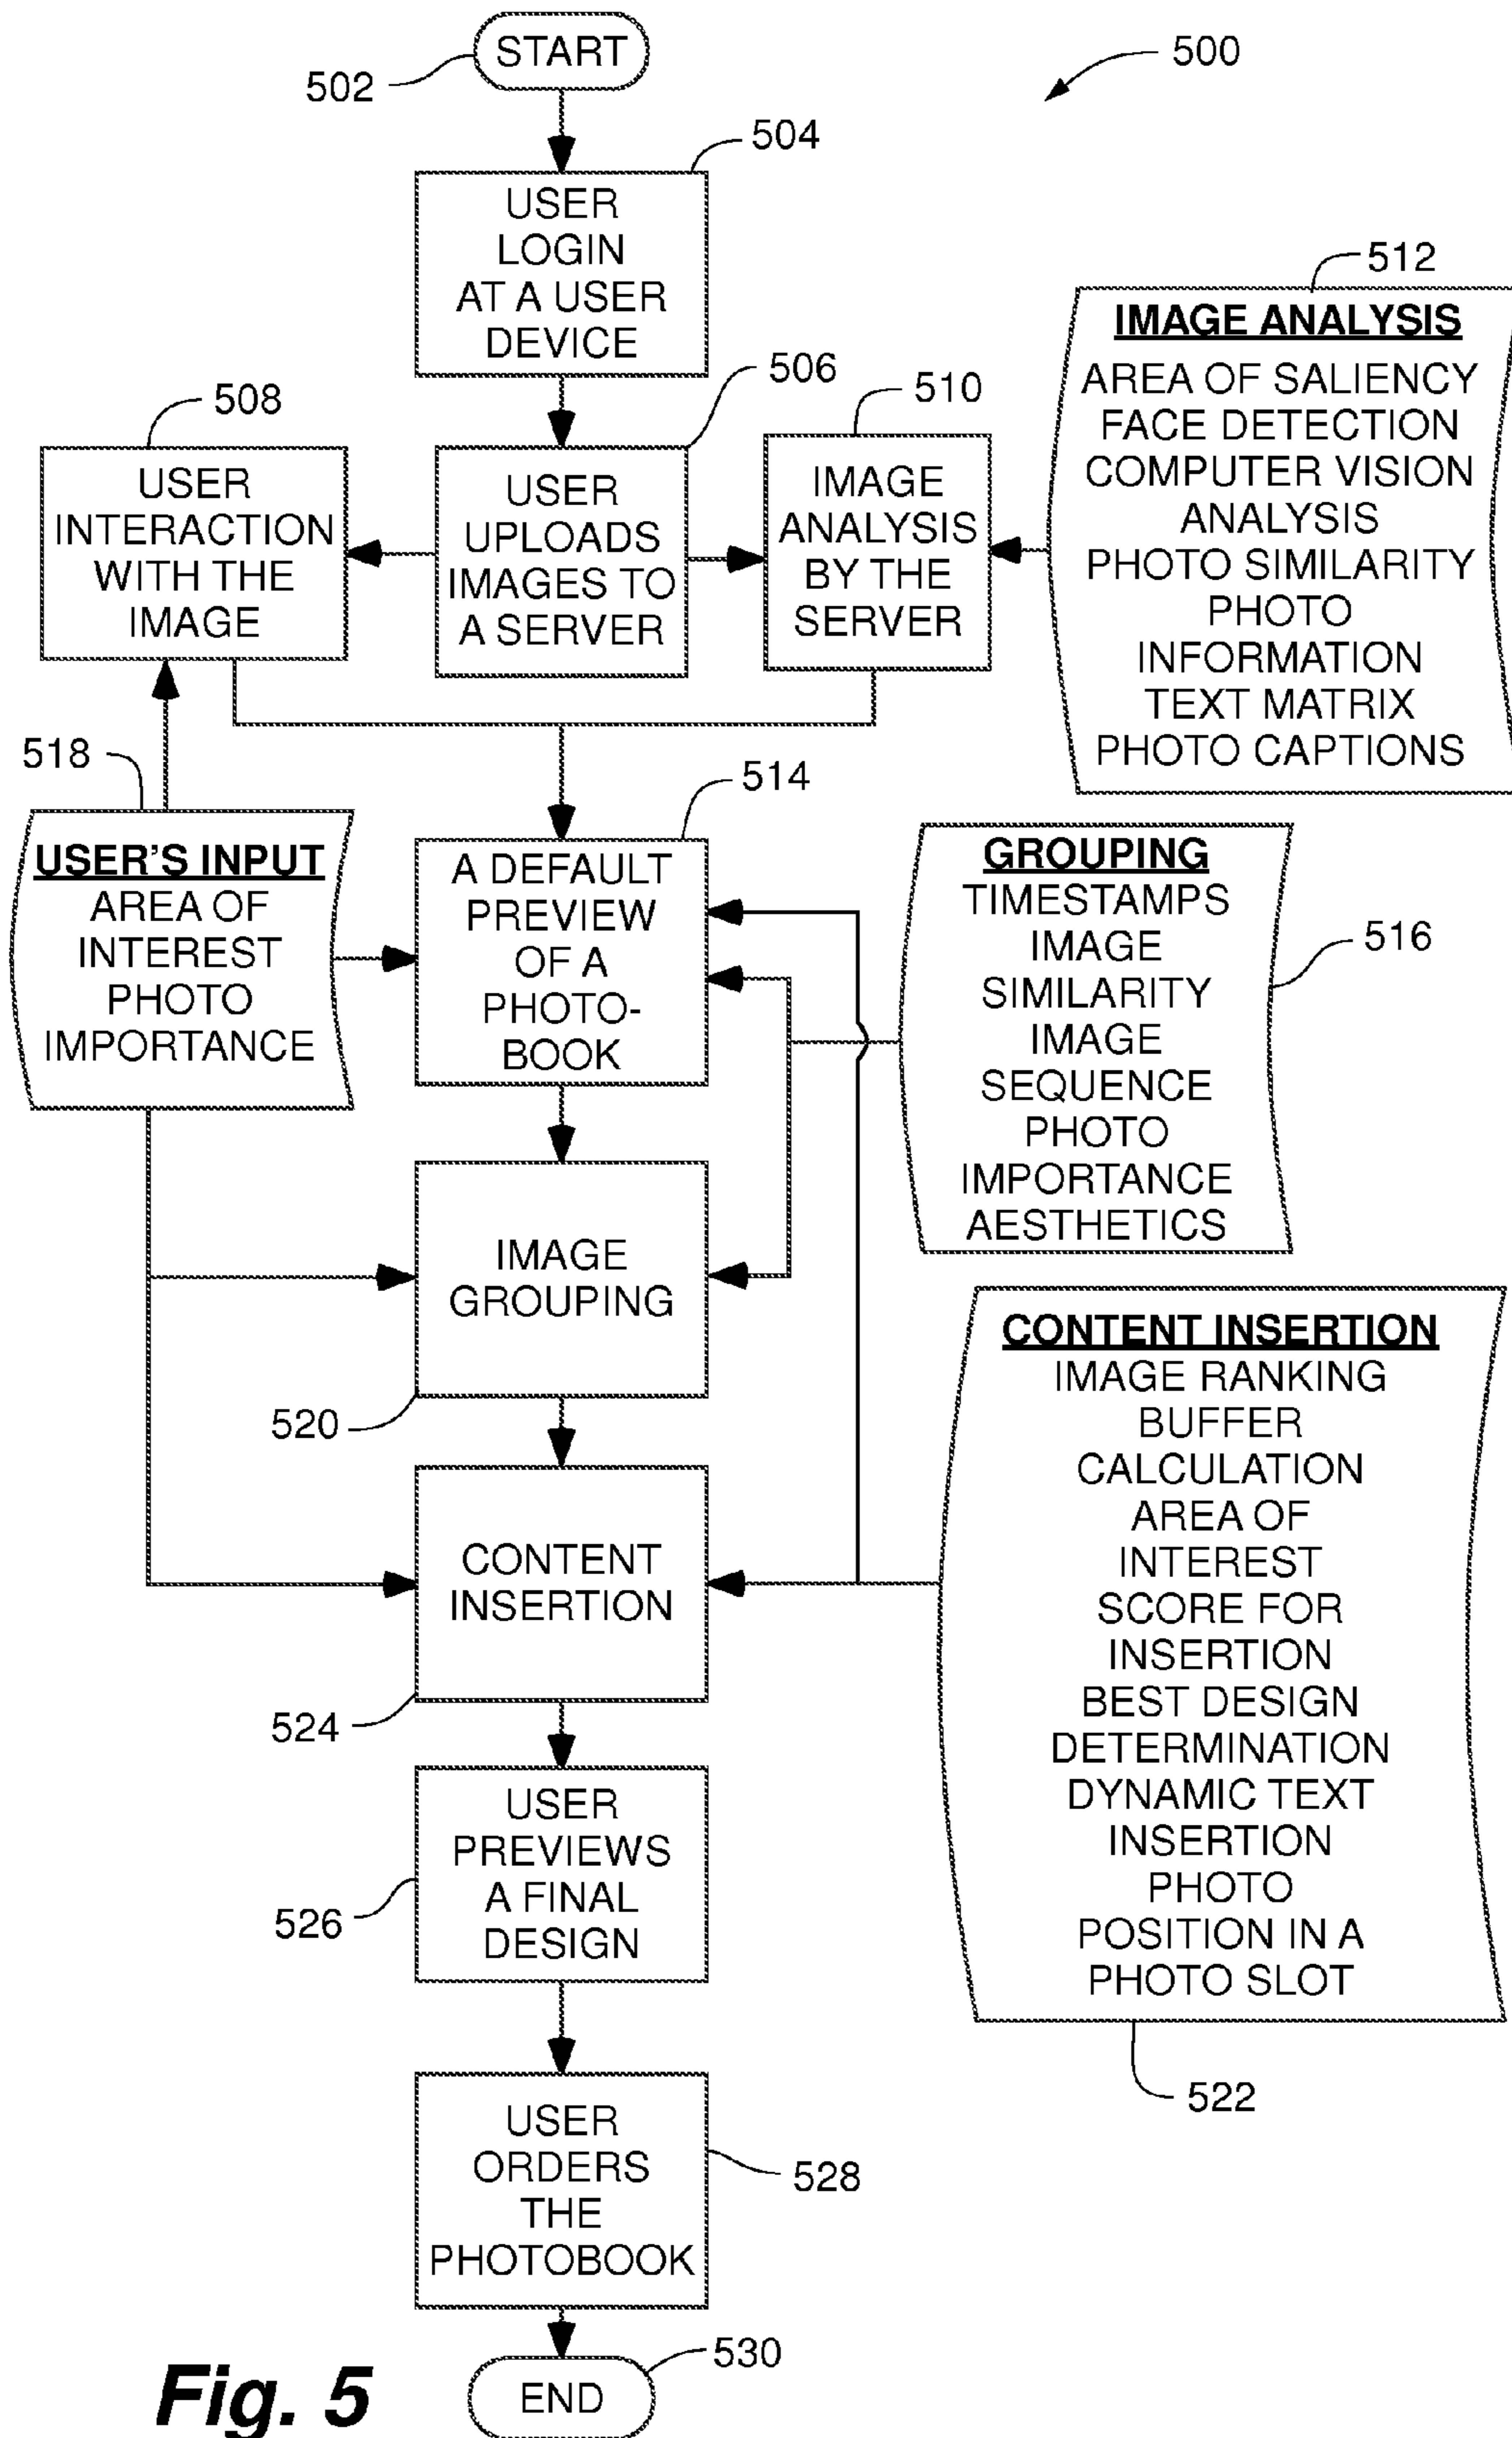 START
502
500
504
USER
LOGIN
AT A USER
DEVICE
506
508
510
512
IMAGE ANALYSIS
AREA OF SALIENCY
FACE DETECTION
COMPUTER VISION
ANALYSIS
PHOTO SIMILARITY
PHOTO
INFORMATION
TEXT MATRIX
PHOTO CAPTIONS
USER
INTERACTION
WITH THE
IMAGE
USER
UPLOADS
IMAGES TO
A SERVER
IMAGE
ANALYSIS
BY THE
SERVER
518
USER'S INPUT
AREA OF
INTEREST
PHOTO
IMPORTANCE
514
A DEFAULT
PREVIEW
OF A
PHOTO-
BOOK
GROUPING
TIMESTAMPS
IMAGE
SIMILARITY
IMAGE
SEQUENCE
PHOTO
IMPORTANCE
AESTHETICS
516
IMAGE
GROUPING
520
CONTENT INSERTION
IMAGE RANKING
BUFFER
CALCULATION
AREA OF
INTEREST
SCORE FOR
INSERTION
BEST DESIGN
DETERMINATION
DYNAMIC TEXT
INSERTION
PHOTO
POSITION IN A
PHOTO SLOT
522
CONTENT
INSERTION
524
USER
PREVIEWS
A FINAL
DESIGN
526
USER
ORDERS
THE
PHOTOBOOK
528
530
END
Fig. 5